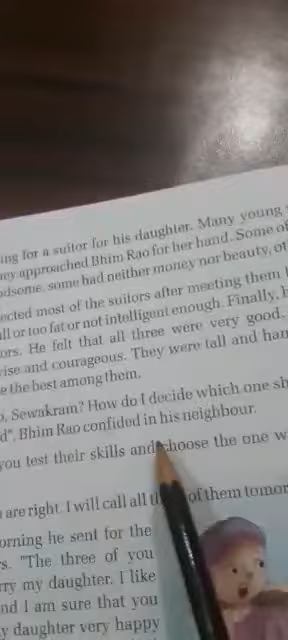 ing for a suitor for his daughter. Many young
ey approached Bhim Rao for her hand. Some of
ndsome, some had neither money nor beauty, ot
ected most of the suitors after meeting them
ll or too fat or not intelligent enough. Finally, h
ors. He felt that all three were very good.
vise and courageous. They were tall and han
e the best among them.
o, Sewakram? How do I decide which one sh
d", Bhim Rao confided in his neighbour.
you test their skills and choose the one w
are right. I will call all of them tomor
orning he sent for the
s. "The three of you
rry my daughter. I like
nd I am sure that you
y daughter very happy